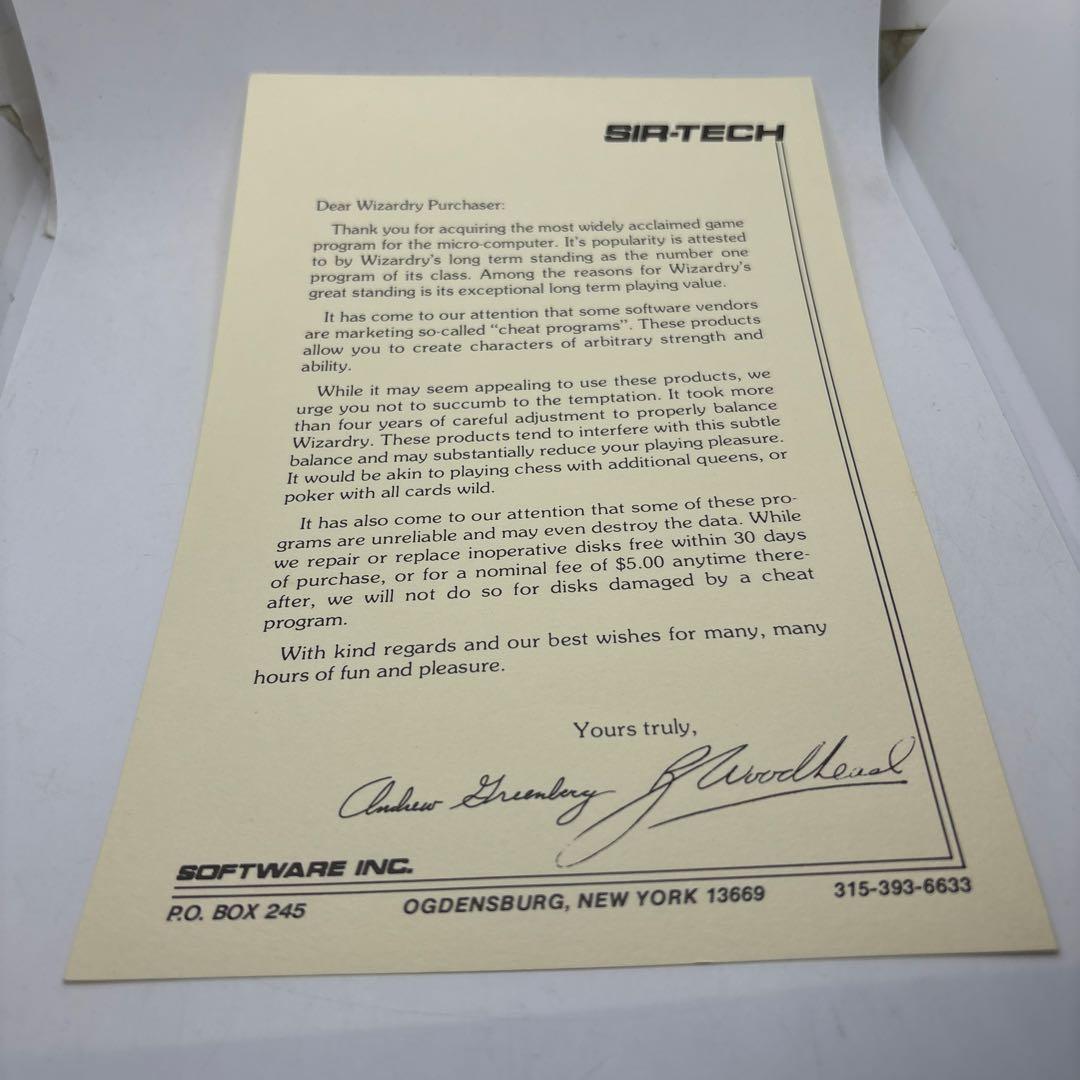 SIR-TECH
Dear Wizardry Purchaser:
Thank you for acquiring the most widely acclaimed game
program for the micro-computer. It's popularity is attested
to by Wizardry's long term standing as the number one
program of its class. Among the reasons for Wizardry's
great standing is its exceptional long term playing value.
It has come to our attention that some software vendors
are marketing so-called "cheat programs". These products
allow you to create characters of arbitrary strength and
ability.
While it may seem appealing to use these products, we
urge you not to succumb to the temptation. It took more
than four years of careful adjustment to properly balance
Wizardry. These products tend to interfere with this subtle
balance and may substantially reduce your playing pleasure.
It would be akin to playing chess with additional queens, or
poker with all cards wild.
It has also come to our attention that some of these pro-
grams are unreliable and may even destroy the data. While
we repair or replace inoperative disks free within 30 days
of purchase, or for a nominal fee of $5.00 anytime there-
after, we will not do so for disks damaged by a cheat
program.
With kind regards and our best wishes for many, many
hours of fun and pleasure.
Yours truly,
Andrew Greenberg R Woodhead
SOFTWARE INC.
P.O. BOX 245 OGDENSBURG, NEW YORK 13669 315-393-6633